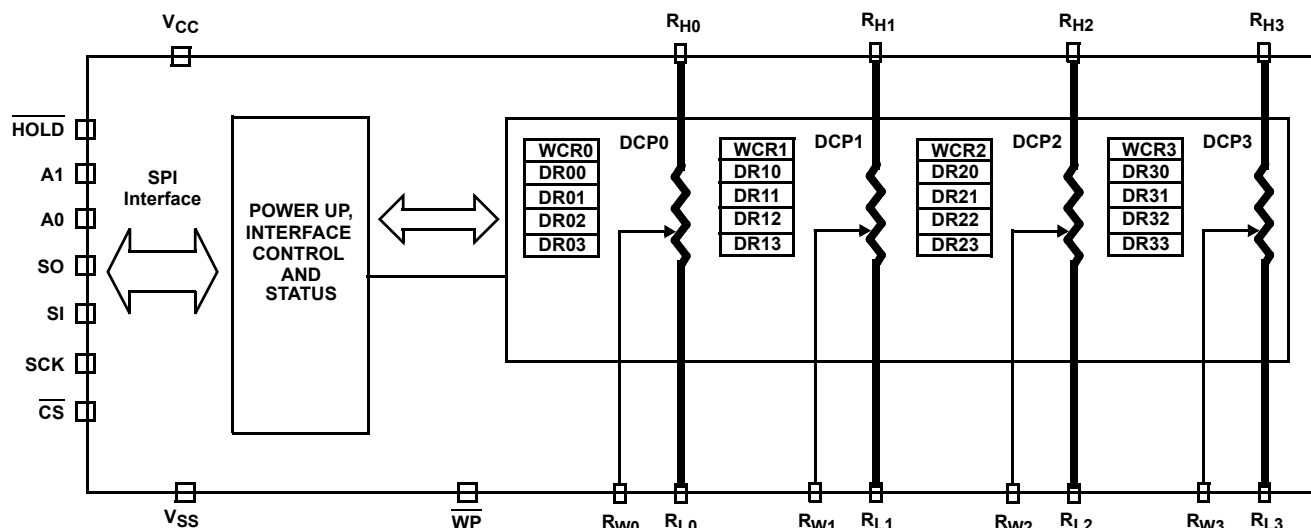 VCC
RH0
RH1
RH2
RH3
HOLD
A1
A0
SO
SI
SCK
CS
SPI
Interface
POWER UP,
INTERFACE
CONTROL
AND
STATUS
WCR0
DR00
DR01
DR02
DR03
DCP0
WCR1
DR10
DR11
DR12
DR13
DCP1
WCR2
DR20
DR21
DR22
DR23
DCP2
WCR3
DR30
DR31
DR32
DR33
DCP3
VSS
WP
RW0
RL0
RW1
RL1
RW2
RL2
RW3
RL3